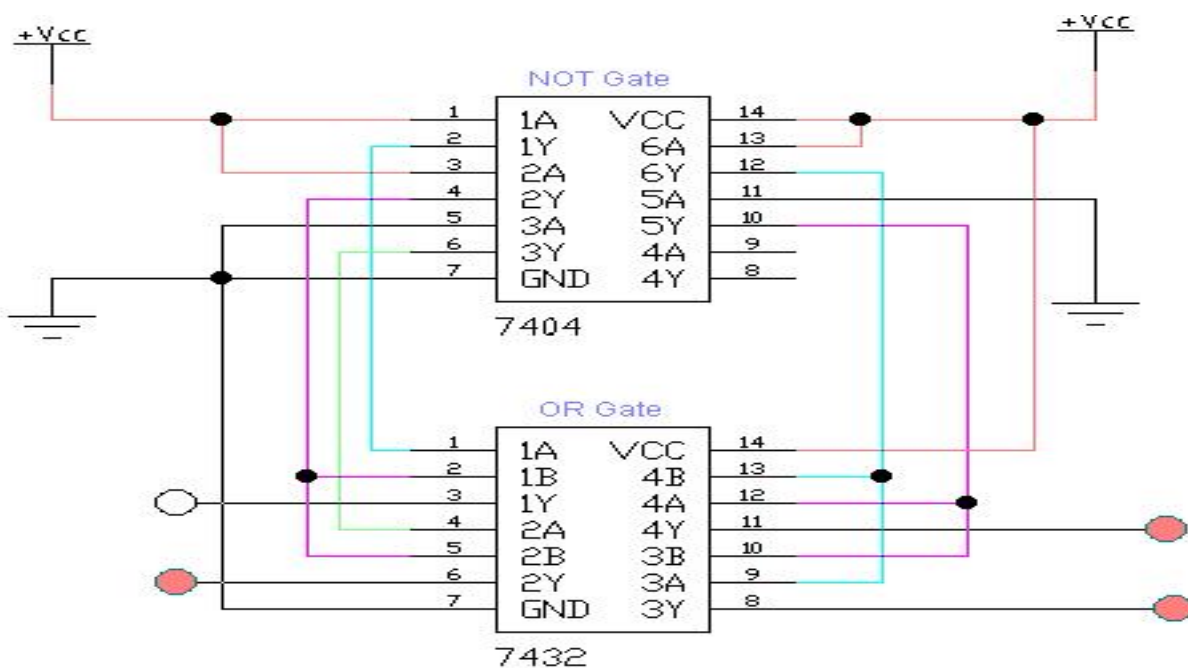 +Vcc
+Vcc
NOT Gate
1 1A VCC 14
2 1Y 6A 13
3 2A 6Y 12
4 2Y 5A 11
5 3A 5Y 10
6 3Y 4A 9
7 GND 4Y 8
7404
OR Gate
1 1A VCC 14
2 1B 4B 13
3 1Y 4A 12
4 2A 4Y 11
5 2B 3B 10
6 2Y 3A 9
7 GND 3Y 8
7432